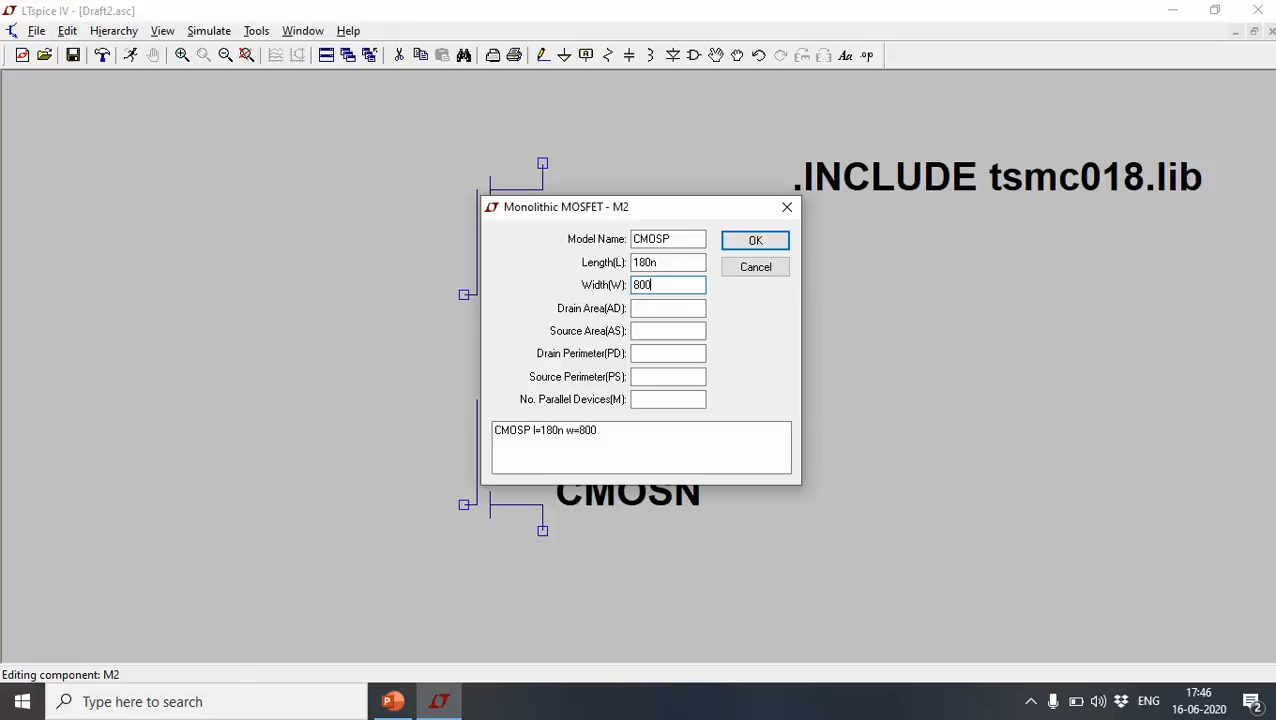 LTspice IV - [Draft2.asc]
File Edit Hierarchy View Simulate Tools Window Help
Aa .op
.INCLUDE tsmc018.lib
Monolithic MOSFET - M2
Model Name: CMOSP OK
Length(L): 180n Cancel
Width(W): 800
Drain Area(AD):
Source Area(AS):
Drain Perimeter(PD):
Source Perimeter(PS):
No. Parallel Devices(M):
CMOSP l=180n w=800
CMOSN
Editing component: M2
Type here to search
ENG
17:46
16-06-2020
2